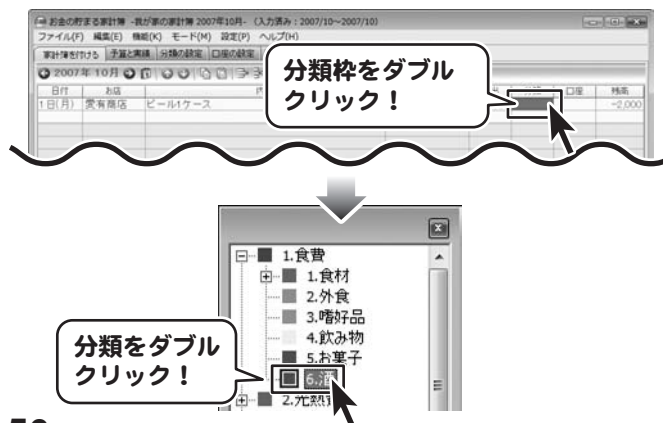 お金の貯まる家計簿 -我が家の家計簿 2007年10月- (入力済み：2007/10～2007/10)
ファイル(F) 編集(E) 機能(K) モード(M) 設定(P) ヘルプ(H)
家計簿を付ける 予算と実績 分類の設定 口座の設定
2007年 10月
日付 お店 口座 残高
1日(月) 愛有商店 ビール1ケース -2,000
分類枠をダブル
クリック！
1.食費
1.食材
2.外食
3.嗜好品
4.飲み物
5.お菓子
6.酒
2.光熱
分類をダブル
クリック！